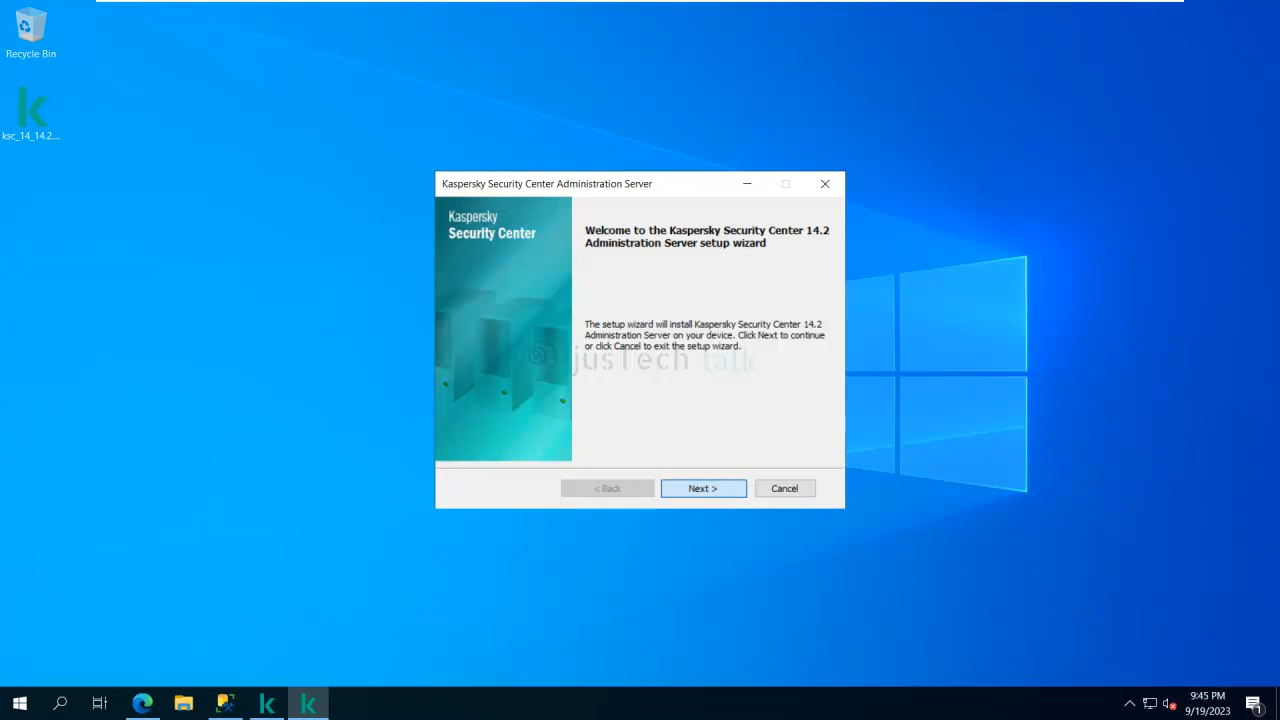 Recycle Bin
ksc_14_14.2....
Kaspersky Security Center Administration Server
Kaspersky
Security Center
Welcome to the Kaspersky Security Center 14.2
Administration Server setup wizard
The setup wizard will install Kaspersky Security Center 14.2
Administration Server on your device. Click Next to continue
or click Cancel to exit the setup wizard.
jusTech talk
< Back
Next >
Cancel
9:45 PM
9/19/2023
1